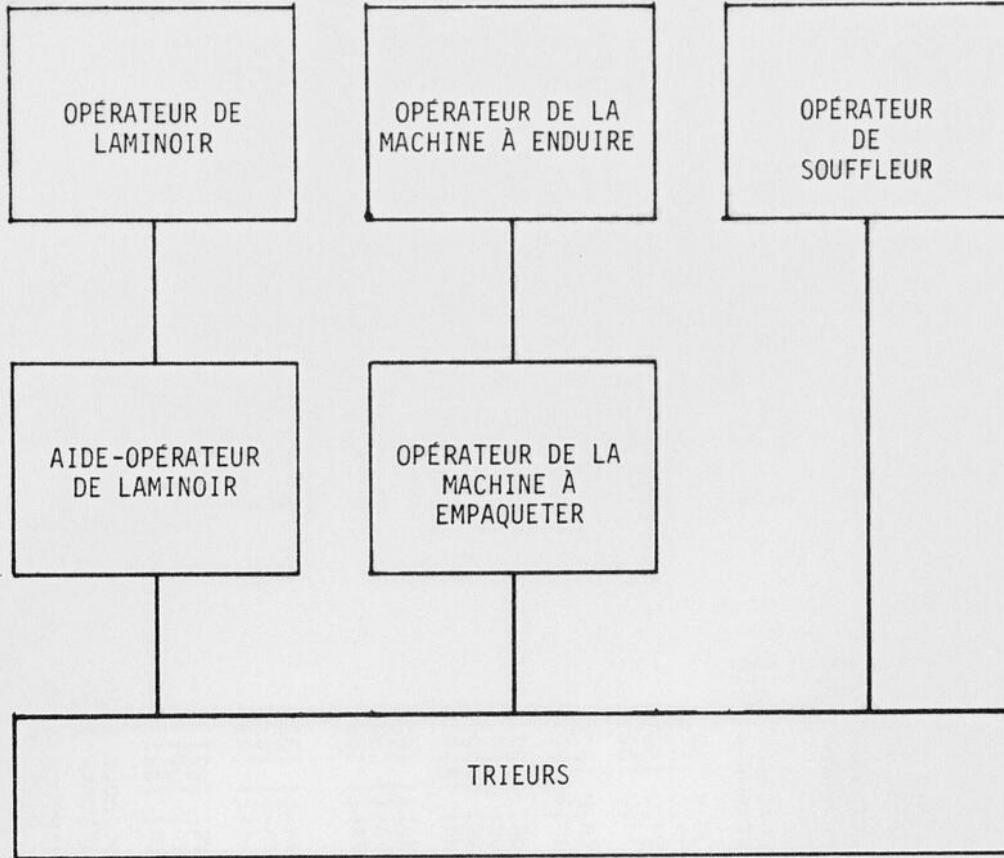 OPÉRATEUR DE
LAMINOIR
OPÉRATEUR DE LA
MACHINE À ENDUIRE
OPÉRATEUR
DE
SOUFFLEUR
AIDE-OPÉRATEUR
DE LAMINOIR
OPÉRATEUR DE LA
MACHINE À
EMPAQUETER
TRIEURS